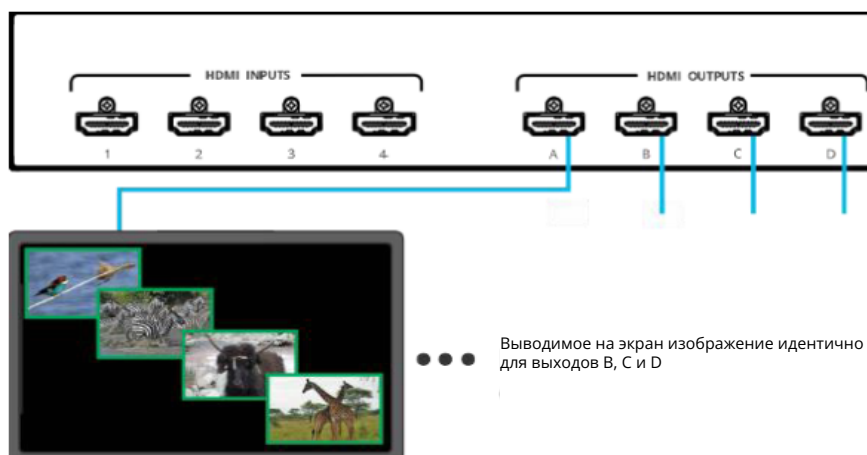 HDMI INPUTS
HDMI OUTPUTS
1 2 3 4 A B C D
Выводимое на экран изображение идентично
для выходов B, C и D